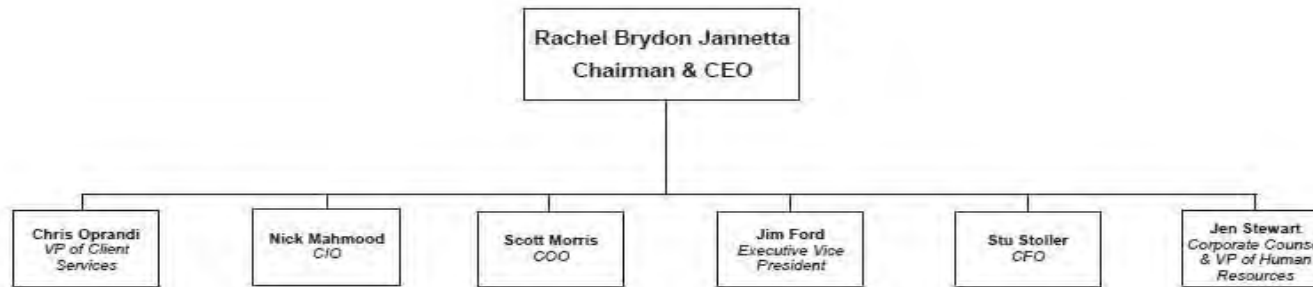 Rachel Brydon Jannetta
Chairman & CEO
Chris Oprandi
VP of Client
Services
Nick Mahmood
CIO
Scott Morris
COO
Jim Ford
Executive Vice
President
Stu Stoller
CFO
Jen Stewart
Corporate
& VP of Human
Resources